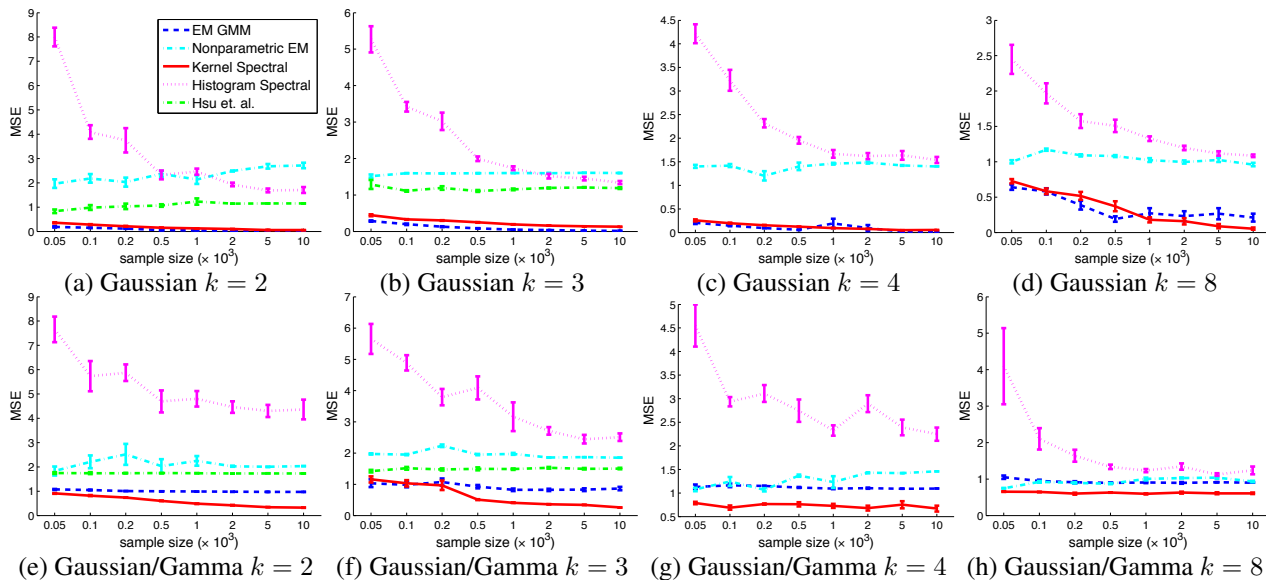 9
8
7
6
5
4
3
2
1
0
MSE
0.05 0.1 0.2 0.5 1 2 5 10
sample size (× 10³)
EM GMM
Nonparametric EM
Kernel Spectral
Histogram Spectral
Hsu et. al.
(a) Gaussian k = 2
6
5
4
3
2
1
0
MSE
0.05 0.1 0.2 0.5 1 2 5 10
sample size (× 10³)
(b) Gaussian k = 3
4.5
4
3.5
3
2.5
2
1.5
1
0.5
0
MSE
0.05 0.1 0.2 0.5 1 2 5 10
sample size (× 10³)
(c) Gaussian k = 4
3
2.5
2
1.5
1
0.5
0
MSE
0.05 0.1 0.2 0.5 1 2 5 10
sample size (× 10³)
(d) Gaussian k = 8
9
8
7
6
5
4
3
2
1
0
MSE
0.05 0.1 0.2 0.5 1 2 5 10
sample size (× 10³)
(e) Gaussian/Gamma k = 2
7
6
5
4
3
2
1
0
MSE
0.05 0.1 0.2 0.5 1 2 5 10
sample size (× 10³)
(f) Gaussian/Gamma k = 3
5
4.5
4
3.5
3
2.5
2
1.5
1
0.5
MSE
0.05 0.1 0.2 0.5 1 2 5 10
sample size (× 10³)
(g) Gaussian/Gamma k = 4
6
5
4
3
2
1
0
MSE
0.05 0.1 0.2 0.5 1 2 5 10
sample size (× 10³)
(h) Gaussian/Gamma k = 8